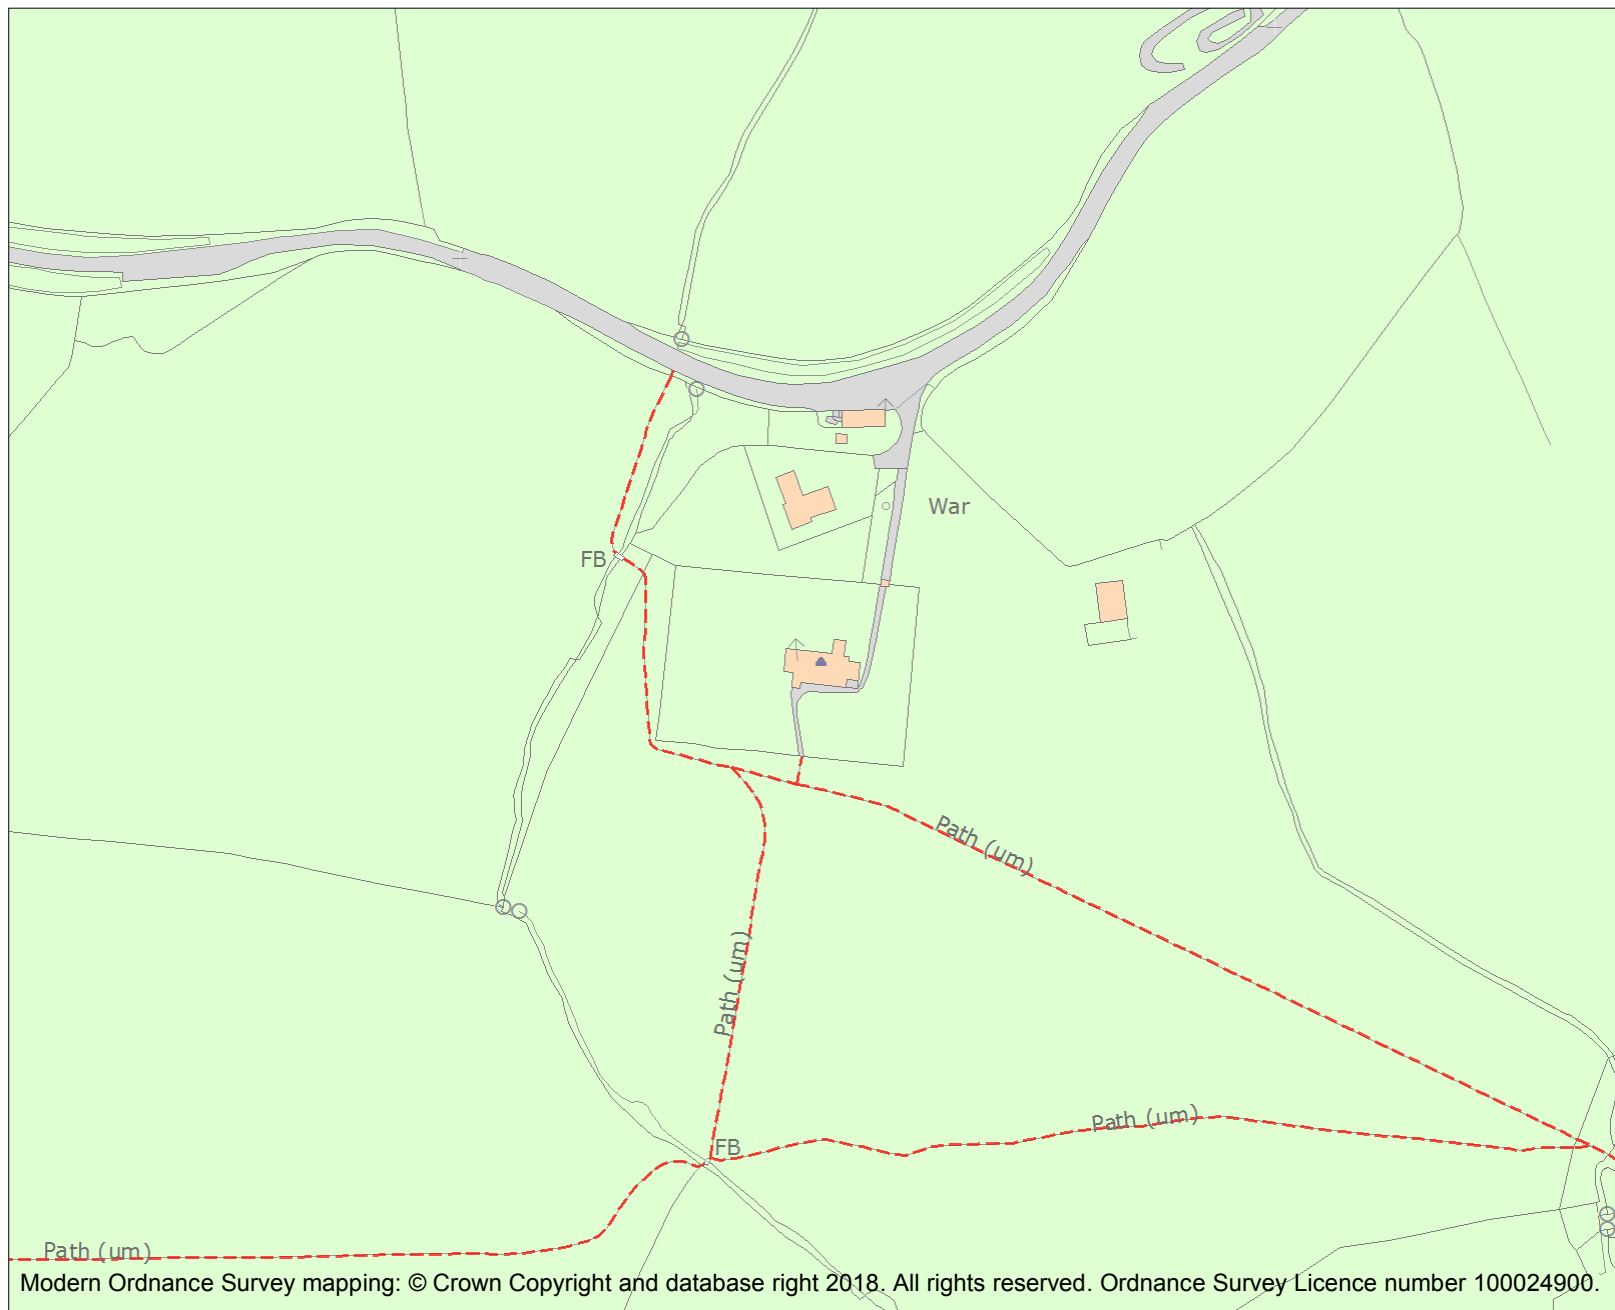 War
FB
Path (um)
Path (um)
Path (um)
FB
Path (um)
Modern Ordnance Survey mapping: © Crown Copyright and database right 2018. All rights reserved. Ordnance Survey Licence number 100024900.